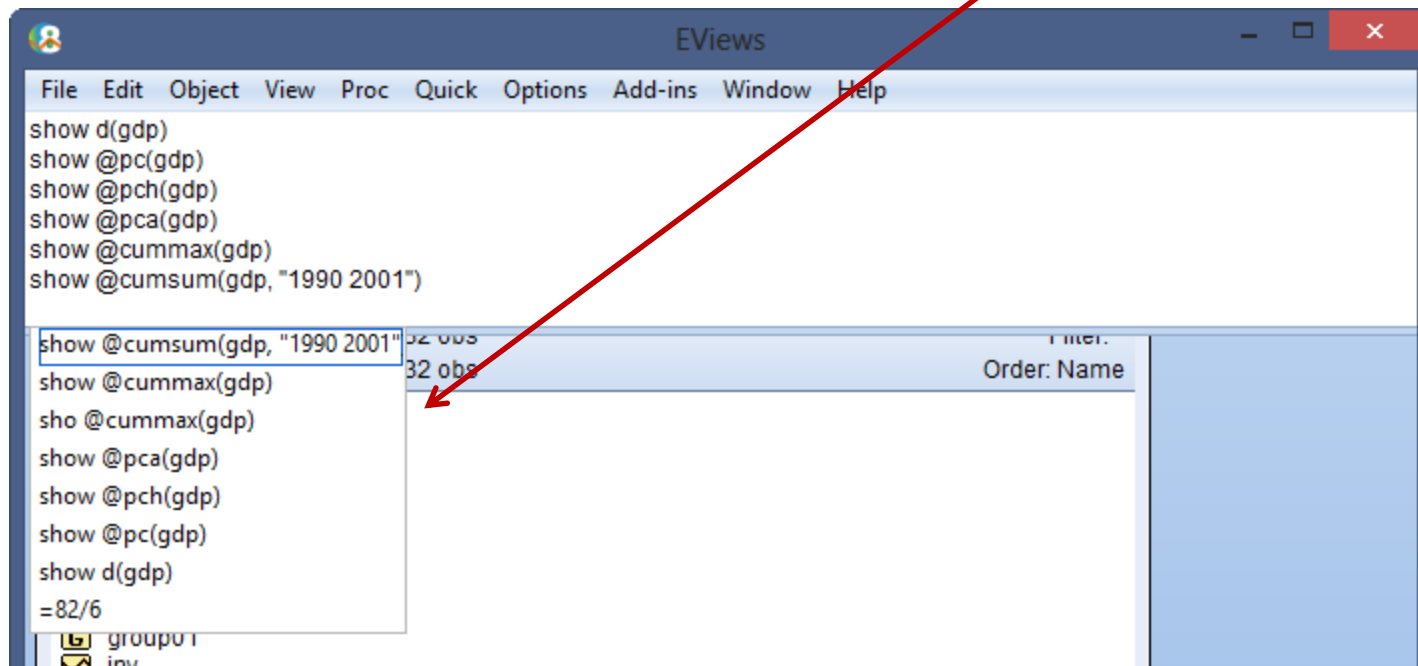 EViews
File Edit Object View Proc Quick Options Add-ins Window Help
show d(gdp)
show @pc(gdp)
show @pch(gdp)
show @pca(gdp)
show @cummax(gdp)
show @cumsum(gdp, "1990 2001")
show @cumsum(gdp, "1990 2001"
obs Filter:
show @cummax(gdp)
32 obs Order: Name
sho @cummax(gdp)
show @pca(gdp)
show @pch(gdp)
show @pc(gdp)
show d(gdp)
=82/6
group01
inv